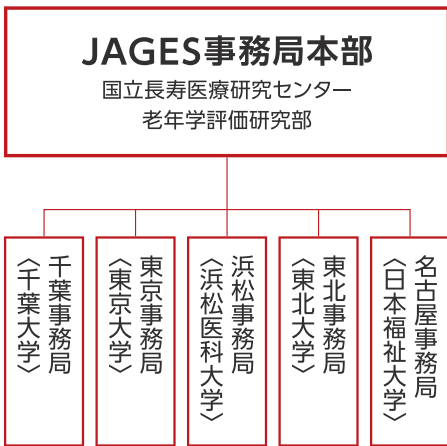 JAGES事務局本部
国立長寿医療研究センター
老年学評価研究部
千葉事務局
〈千葉大学〉
東京事務局
〈東京大学〉
浜松事務局
〈浜松医科大学〉
東北事務局
〈東北大学〉
名古屋事務局
〈日本福祉大学〉